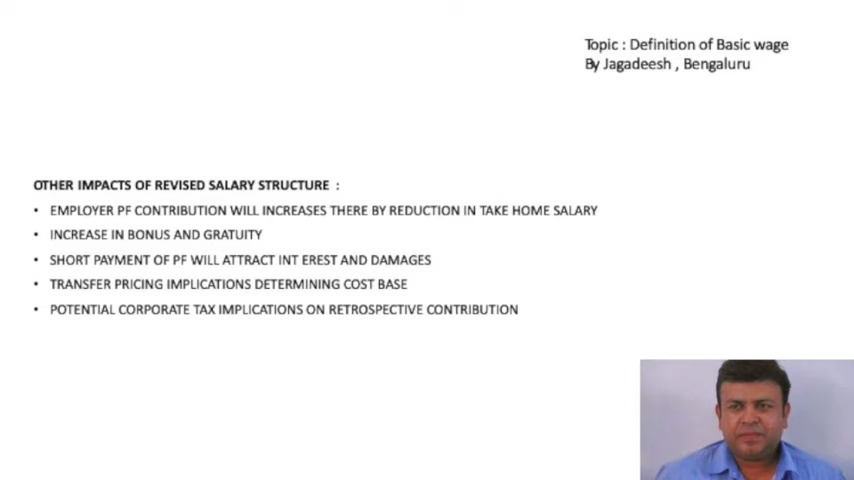 Topic : Definition of Basic wage
By Jagadeesh , Bengaluru
OTHER IMPACTS OF REVISED SALARY STRUCTURE :
• EMPLOYER PF CONTRIBUTION WILL INCREASES THERE BY REDUCTION IN TAKE HOME SALARY
• INCREASE IN BONUS AND GRATUITY
• SHORT PAYMENT OF PF WILL ATTRACT INT EREST AND DAMAGES
• TRANSFER PRICING IMPLICATIONS DETERMINING COST BASE
• POTENTIAL CORPORATE TAX IMPLICATIONS ON RETROSPECTIVE CONTRIBUTION